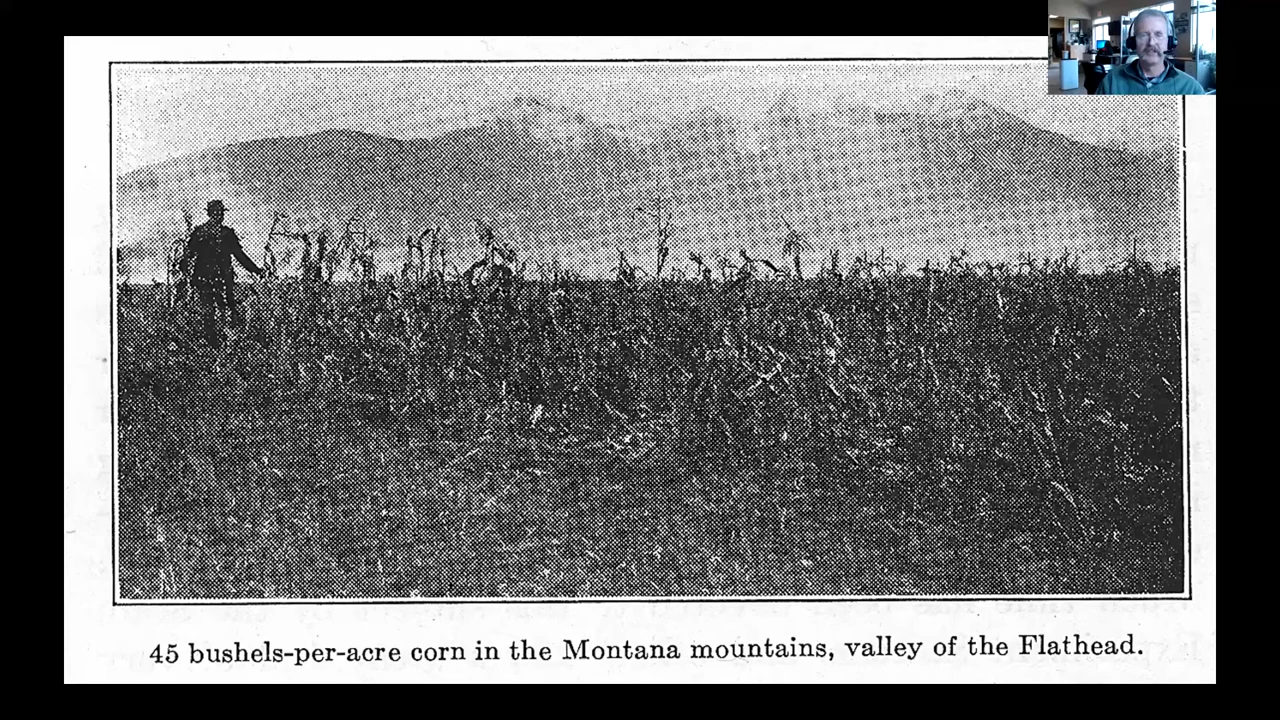 45 bushels-per-acre corn in the Montana mountains, valley of the Flathead.